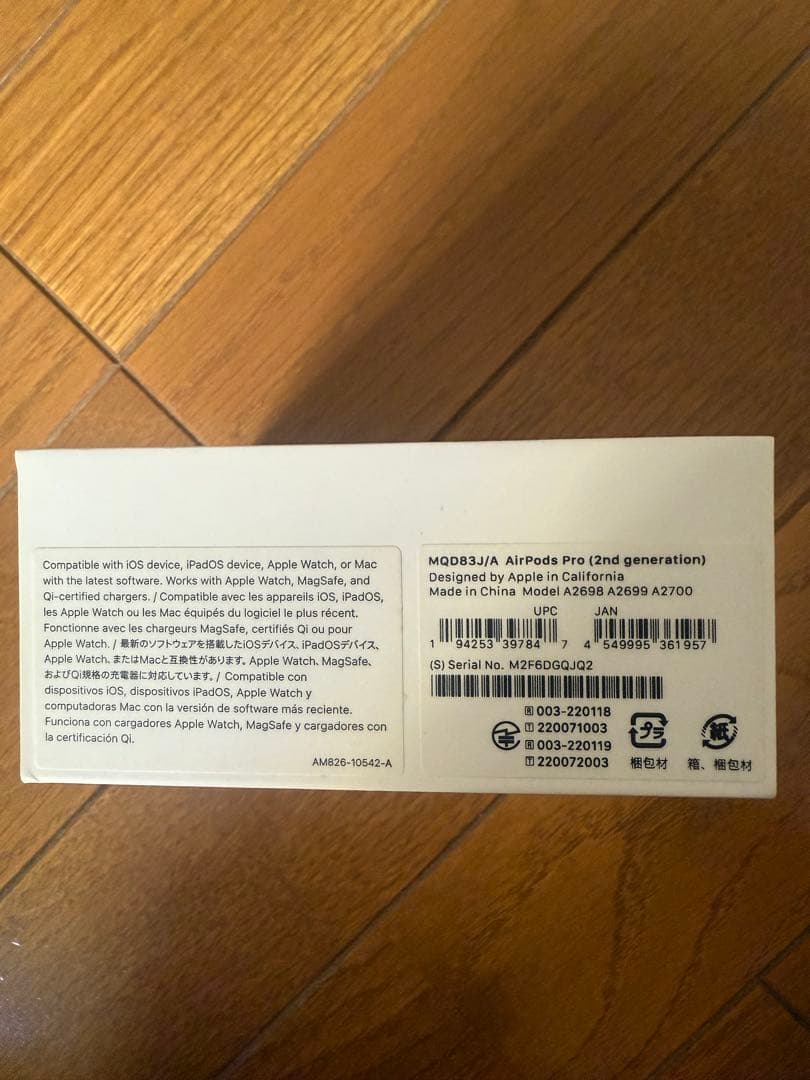 Compatible with iOS device, iPadOS device, Apple Watch, or Mac
with the latest software. Works with Apple Watch, MagSafe, and
Qi-certified chargers. / Compatible avec les appareils iOS, iPadOS,
les Apple Watch ou les Mac équipés du logiciel le plus récent.
Fonctionne avec les chargeurs MagSafe, certifiés Qi ou pour
Apple Watch. / 最新のソフトウェアを搭載したiOSデバイス、iPadOSデバイス、
Apple Watch、またはMacと互換性があります。Apple Watch、MagSafe、
およびQi規格の充電器に対応しています。/ Compatible con
dispositivos iOS, dispositivos iPadOS, Apple Watch y
computadoras Mac con la versión de software más reciente.
Funciona con cargadores Apple Watch, MagSafe y cargadores con
la certificación Qi.
AM826-10542-A
MQD83J/A AirPods Pro (2nd generation)
Designed by Apple in California
Made in China Model A2698 A2699 A2700
UPC JAN
1 94253 39784 7 4 549995 361957
(S) Serial No. M2F6DGQJQ2
R 003-220118
T 220071003
R 003-220119
T 220072003
プラ 紙
梱包材 箱、梱包材